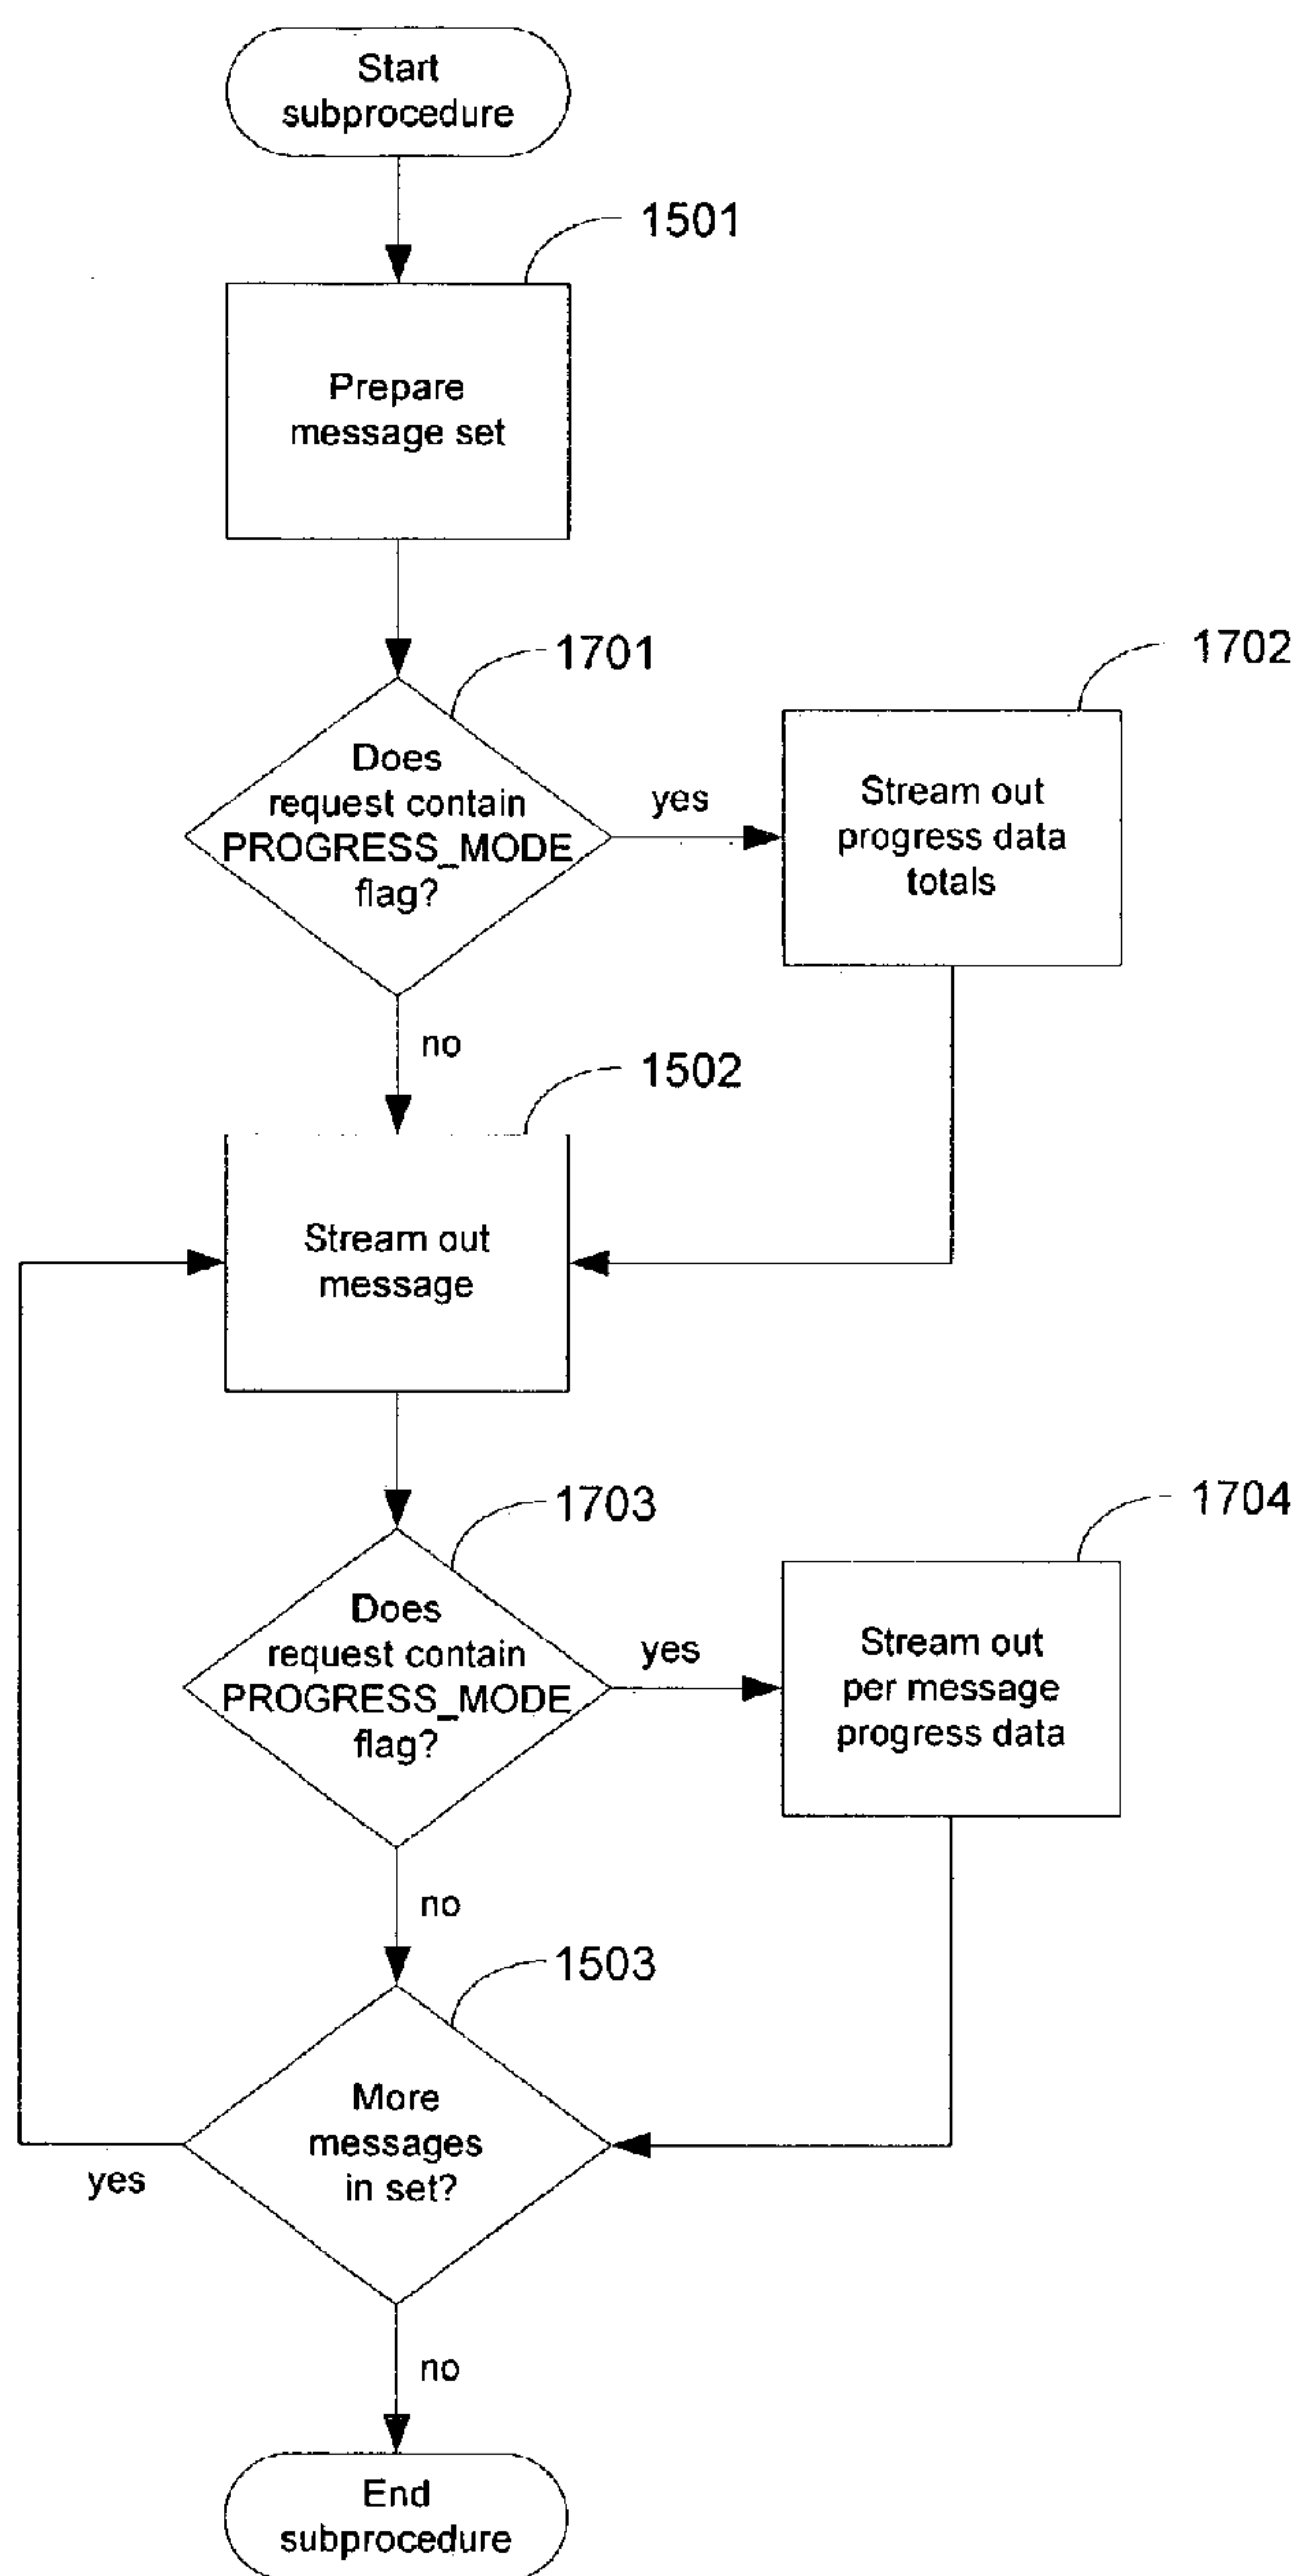 Start
subprocedure
1501
Prepare
message set
1701
Does
request contain
PROGRESS_MODE
flag?
yes
1702
Stream out
progress data
totals
no
1502
Stream out
message
1703
Does
request contain
PROGRESS_MODE
flag?
yes
1704
Stream out
per message
progress data
no
1503
More
messages
in set?
yes
no
End
subprocedure